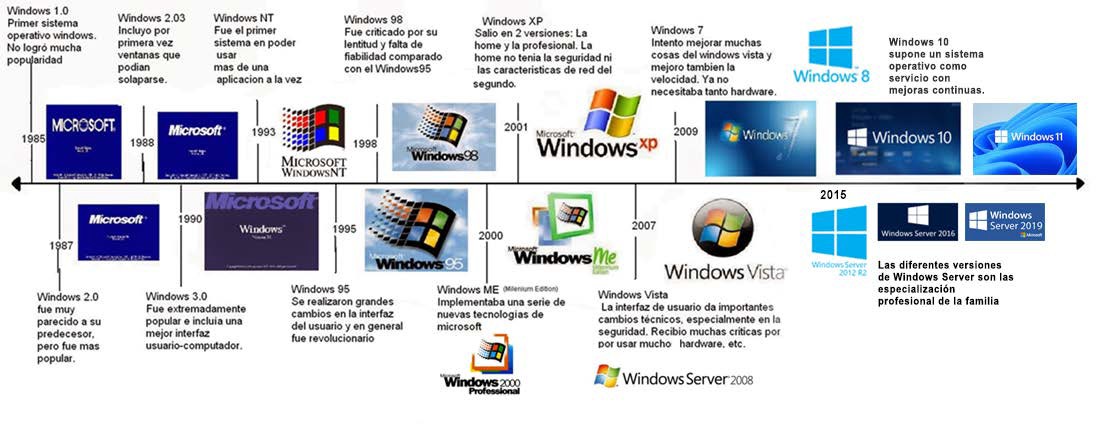 Windows 1.0
Primer sistema
operativo windows.
No logró mucha
popularidad
Windows 2.03
Incluyo por
primera vez
ventanas que
podian
solaparse.
Windows NT
Fue el primer
sistema en poder
usar
mas de una
aplicacion a la vez
Windows 98
Fue criticado por su
lentitud y falta de
fiabilidad comparado
con el Windows95
Windows XP
Salio en 2 versiones: La
home y la profesional. La
home no tenia la seguridad ni
las caracteristicas de red del
segundo.
Windows 7
Intento mejorar muchas
cosas del windows vista y
mejoro tambien la
velocidad. Ya no
necesitaba tanto hardware.
Windows 8
Windows 10
supone un sistema
operativo como
servicio con
mejoras continuas.
1985
MICROSOFT
1988
Microsoft
1993
MICROSOFT
WINDOWSNT
1998
Microsoft
Windows98
2001
Microsoft
Windows xp
2009
Windows 7
Windows 10
Windows 11
1987
Microsoft
1990
Microsoft
Windows
1995
Microsoft
Windows 95
2000
Microsoft
Windows Me
Millennium
Edition
2007
Windows Vista
2015
Windows Server
2012 R2
Windows Server 2016
Windows
Server 2019
Microsoft
Windows 2.0
fue muy
parecido a su
predecesor,
pero fue mas
popular.
Windows 3.0
Fue extremadamente
popular e incluía una
mejor interfaz
usuario-computador.
Windows 95
Se realizaron grandes
cambios en la interfaz
del usuario y en general
fue revolucionario
Windows ME (Milenium Edition)
Implementaba una serie de
nuevas tecnologías de
microsoft
Microsoft
Windows 2000
Professional
Windows Vista
La interfaz de usuario da importantes
cambios técnicos, especialmente en la
seguridad. Recibio muchas criticas por
por usar mucho hardware, etc.
Windows Server 2008
Las diferentes versiones
de Windows Server son las
especialización
profesional de la familia